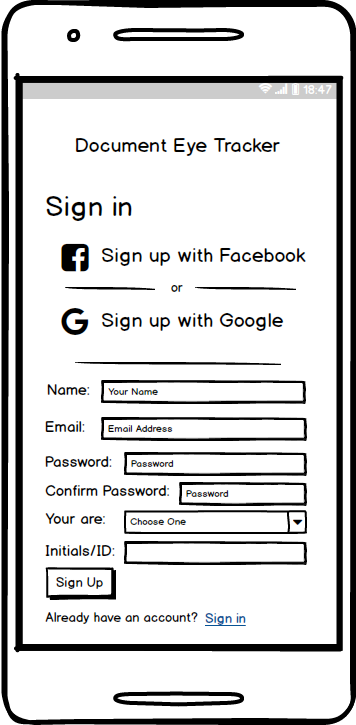 18:47
Document Eye Tracker
Sign in
Sign up with Facebook
or
Sign up with Google
Name: Your Name
Email: Email Address
Password: Password
Confirm Password: Password
Your are: Choose One
Initials/ID:
Sign Up
Already have an account? Sign in